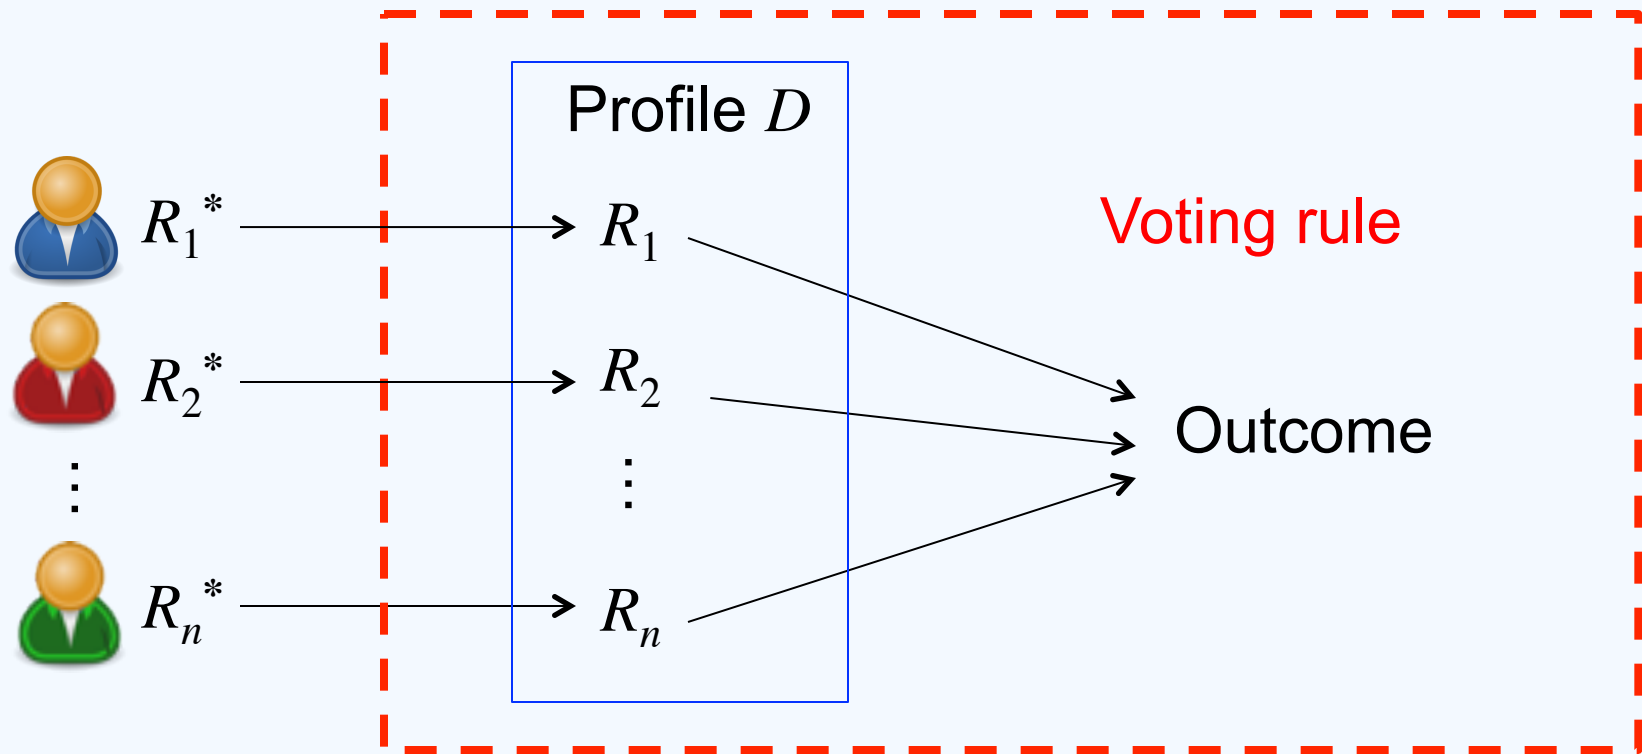 Profile D
R₁* R₁ Voting rule
R₂* R₂
Outcome
⋮ ⋮
Rₙ* Rₙ